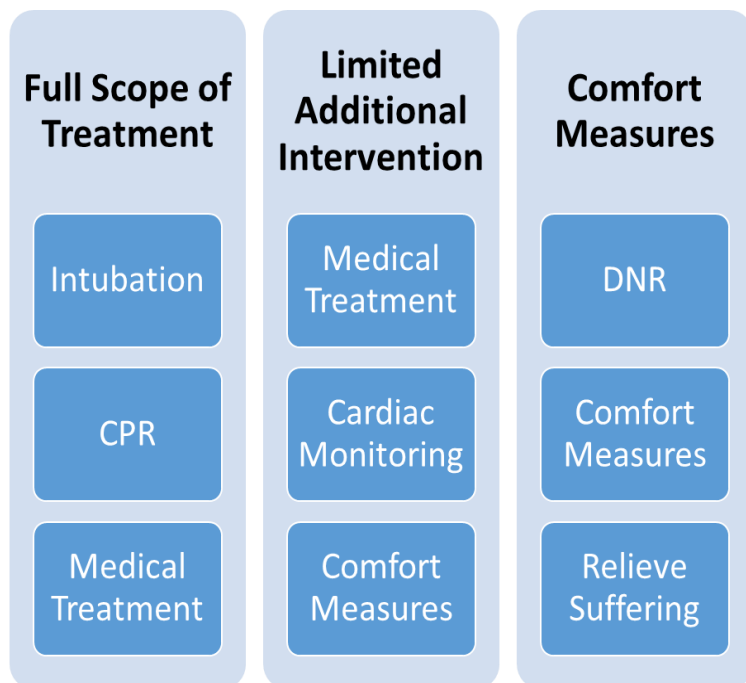 Full Scope of
Treatment
Intubation
CPR
Medical
Treatment
Limited
Additional
Intervention
Medical
Treatment
Cardiac
Monitoring
Comfort
Measures
Comfort
Measures
DNR
Comfort
Measures
Relieve
Suffering